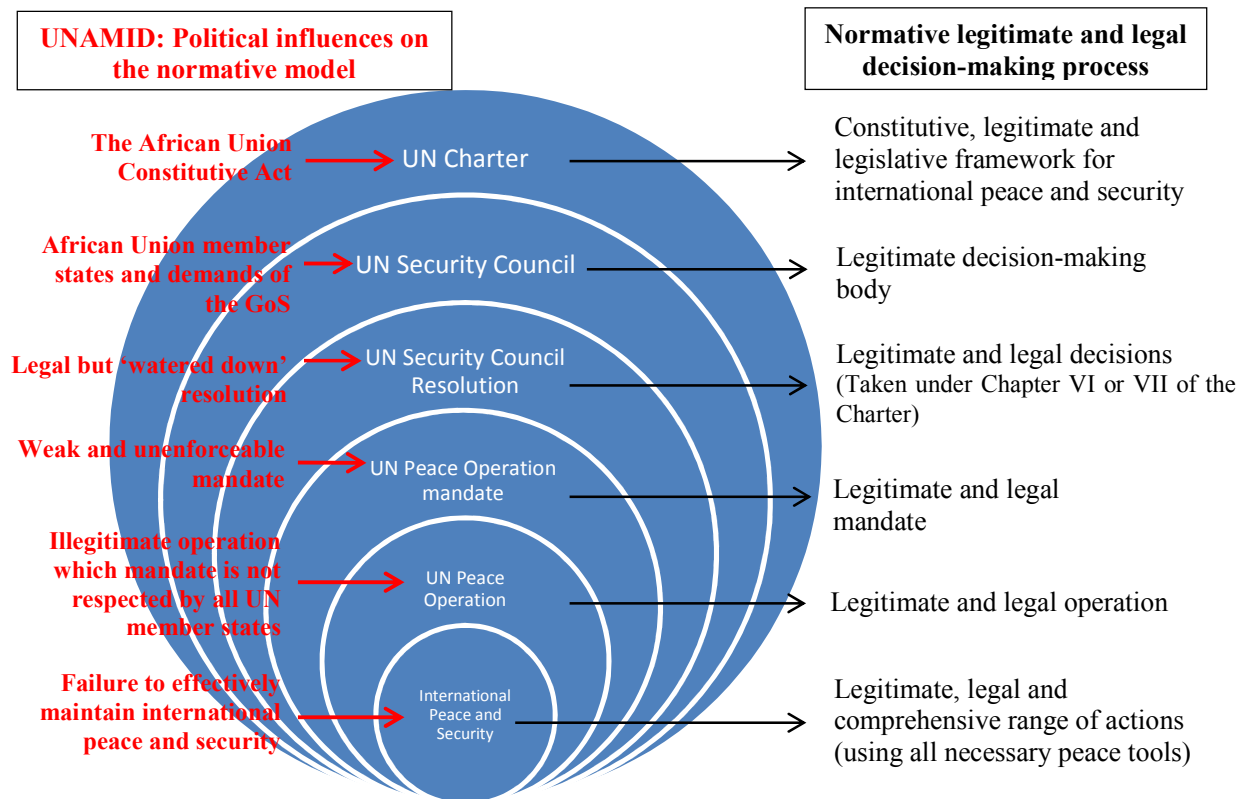 UNAMID: Political influences on
the normative model
Normative legitimate and legal
decision-making process
The African Union
Constitutive Act
UN Charter
Constitutive, legitimate and
legislative framework for
international peace and security
African Union member
states and demands of
the GoS
UN Security Council
Legitimate decision-making
body
Legal but ‘watered down’
resolution
UN Security Council
Resolution
Legitimate and legal decisions
(Taken under Chapter VI or VII of the
Charter)
Weak and unenforceable
mandate
UN Peace Operation
mandate
Legitimate and legal
mandate
Illegitimate operation
which mandate is not
respected by all UN
member states
UN Peace
Operation
Legitimate and legal operation
Failure to effectively
maintain international
peace and security
International
Peace and
Security
Legitimate, legal and
comprehensive range of actions
(using all necessary peace tools)